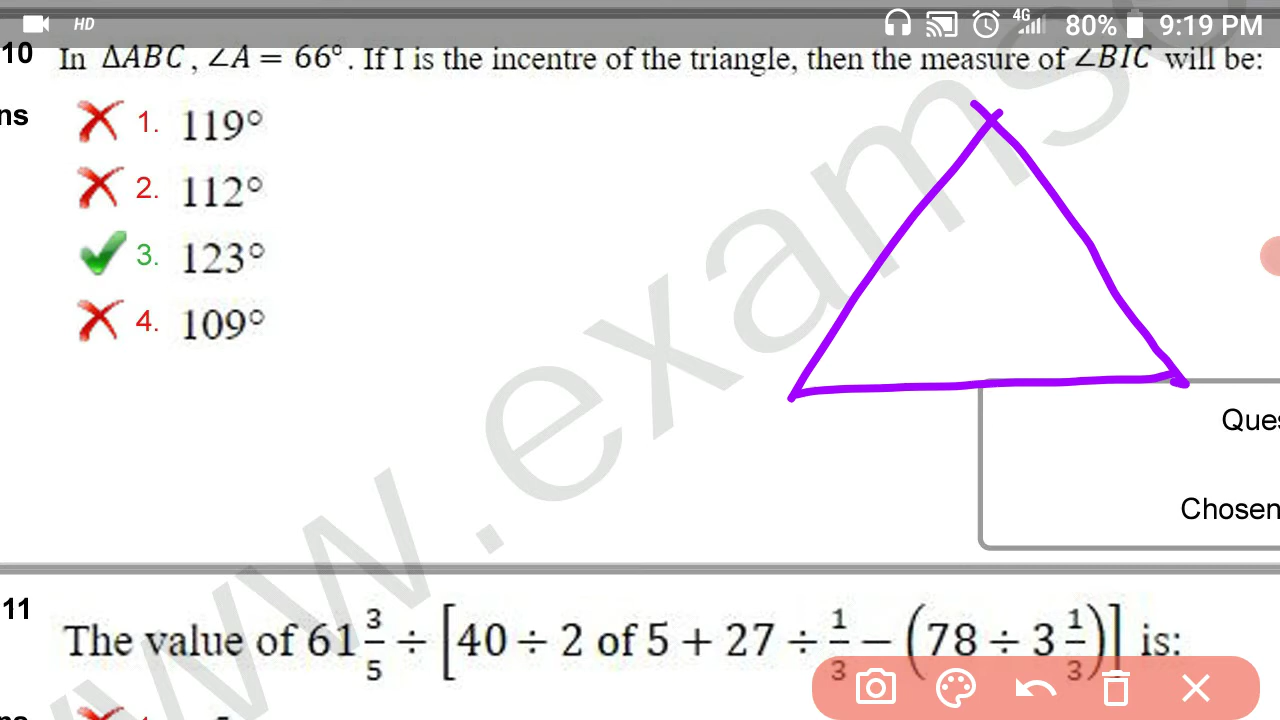 HD 4G 80% 9:19 PM
10 In ΔABC, ∠A = 66°. If I is the incentre of the triangle, then the measure of ∠BIC will be:
ns
1. 119°
2. 112°
3. 123°
4. 109°
Ques
Chosen
www.exams
11 The value of 61 3/5 ÷ [40 ÷ 2 of 5 + 27 ÷ 1/3 − (78 ÷ 3 1/3)] is: